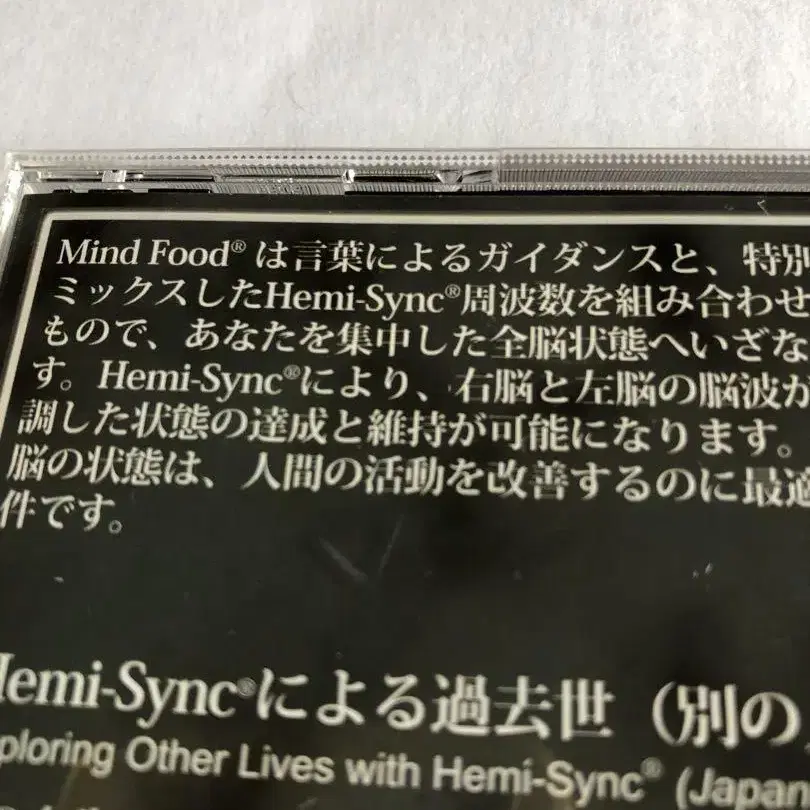 Mind Food® は言葉によるガイダンスと、特別
ミックスしたHemi-Sync®周波数を組み合わせ
もので、あなたを集中した全脳状態へいざな
す。Hemi-Sync®により、右脳と左脳の脳波が
調した状態の達成と維持が可能になります。
脳の状態は、人間の活動を改善するのに最適
件です。
Hemi-Sync®による過去世（別の
ploring Other Lives with Hemi-Sync® (Japan